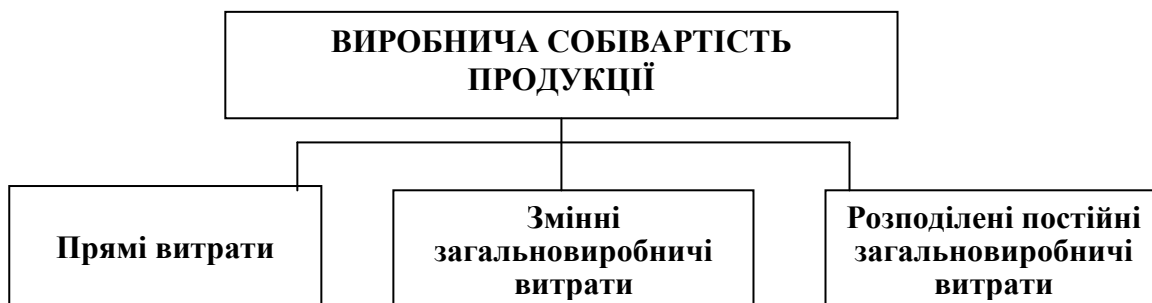 ВИРОБНИЧА СОБІВАРТІСТЬ
ПРОДУКЦІЇ
Прямі витрати
Змінні
загальновиробничі
витрати
Розподілені постійні
загальновиробничі
витрати